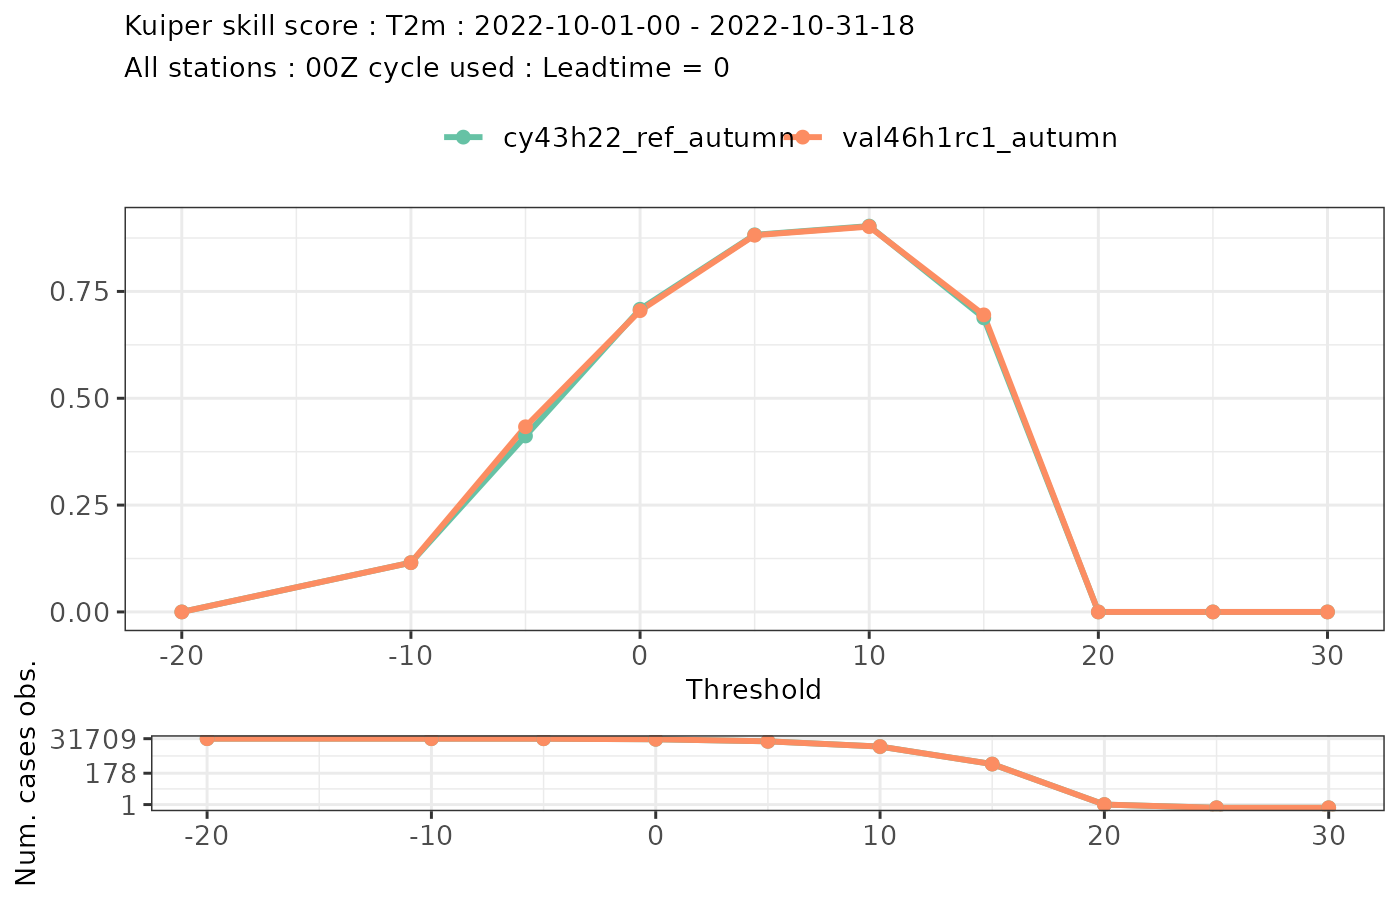 Kuiper skill score : T2m : 2022-10-01-00 - 2022-10-31-18
All stations : 00Z cycle used : Leadtime = 0
cy43h22_ref_autumn val46h1rc1_autumn
0.75
0.50
0.25
0.00
-20 -10 0 10 20 30
Threshold
Num. cases obs.
31709
178
1
-20 -10 0 10 20 30